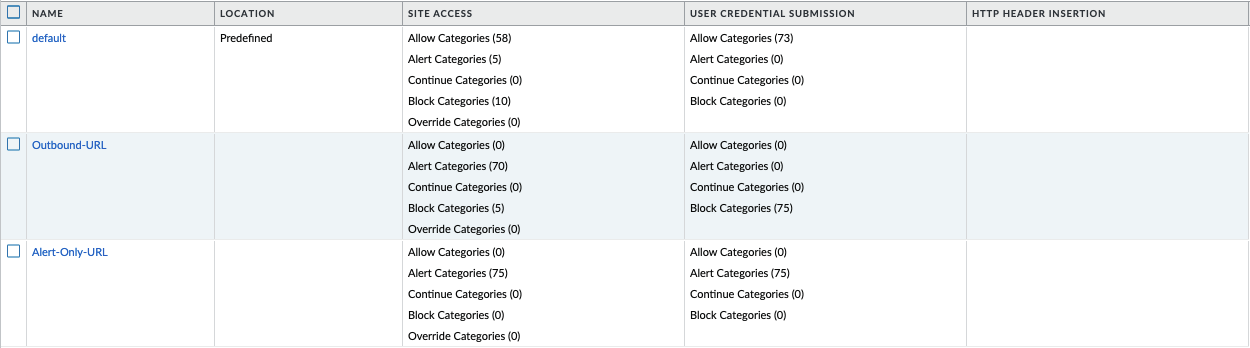 NAME LOCATION SITE ACCESS USER CREDENTIAL SUBMISSION HTTP HEADER INSERTION
default Predefined Allow Categories (58) Allow Categories (73)
Alert Categories (5) Alert Categories (0)
Continue Categories (0) Continue Categories (0)
Block Categories (10) Block Categories (0)
Override Categories (0)
Outbound-URL Allow Categories (0) Allow Categories (0)
Alert Categories (70) Alert Categories (0)
Continue Categories (0) Continue Categories (0)
Block Categories (5) Block Categories (75)
Override Categories (0)
Alert-Only-URL Allow Categories (0) Allow Categories (0)
Alert Categories (75) Alert Categories (75)
Continue Categories (0) Continue Categories (0)
Block Categories (0) Block Categories (0)
Override Categories (0)